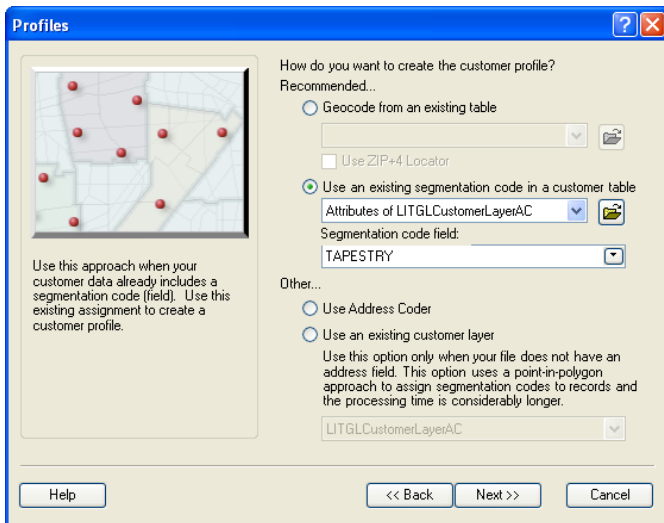 Profiles
How do you want to create the customer profile?
Recommended...
Geocode from an existing table
Use ZIP+4 Locator
Use an existing segmentation code in a customer table
Attributes of LITGLCustomerLayerAC
Segmentation code field:
TAPESTRY
Use this approach when your
customer data already includes a
segmentation code (field). Use this
existing assignment to create a
customer profile.
Other...
Use Address Coder
Use an existing customer layer
Use this option only when your file does not have an
address field. This option uses a point-in-polygon
approach to assign segmentation codes to records and
the processing time is considerably longer.
LITGLCustomerLayerAC
Help
<< Back
Next >>
Cancel